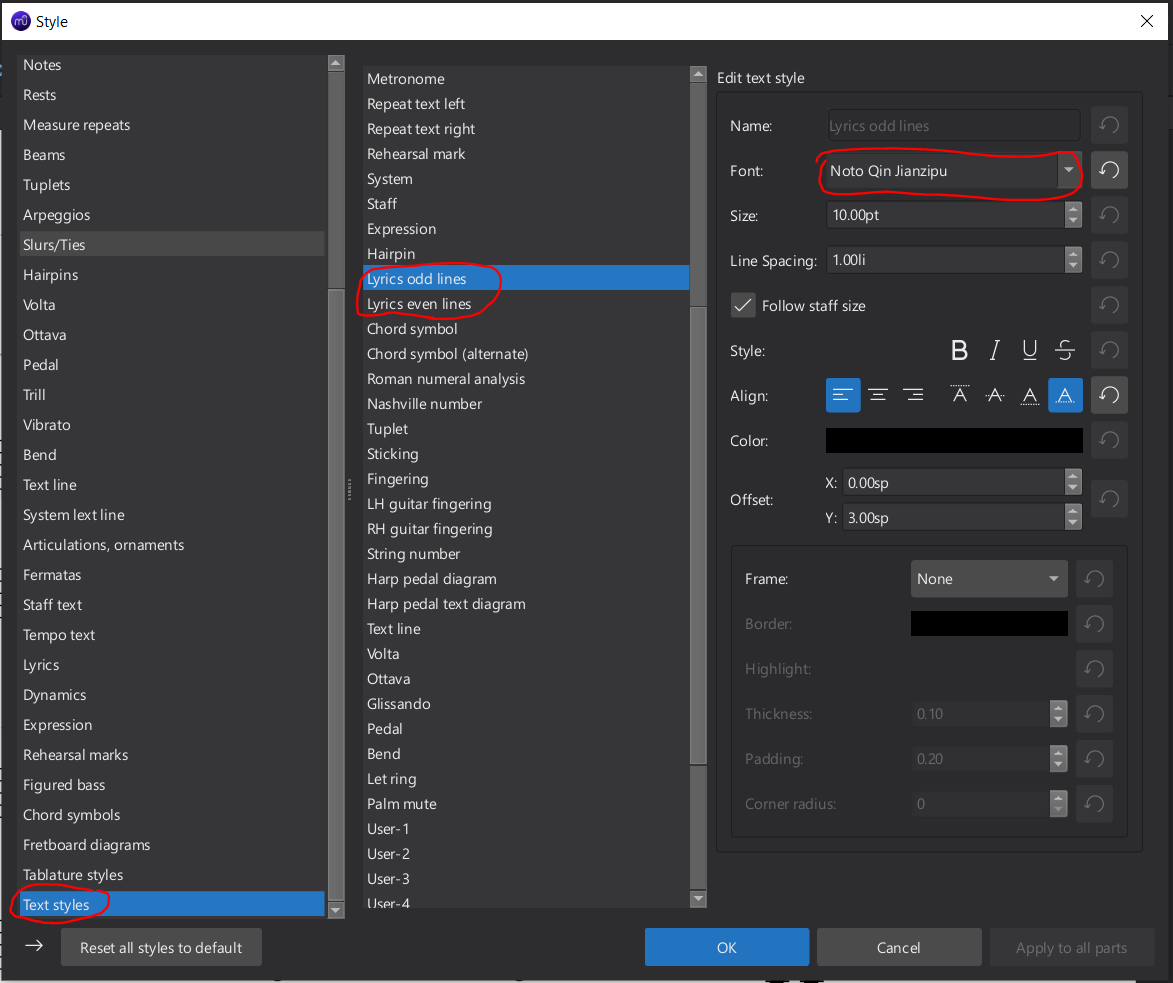 Style
Notes
Rests
Measure repeats
Beams
Tuplets
Arpeggios
Slurs/Ties
Hairpins
Volta
Ottava
Pedal
Trill
Vibrato
Bend
Text line
System lext line
Articulations, ornaments
Fermatas
Staff text
Tempo text
Lyrics
Dynamics
Expression
Rehearsal marks
Figured bass
Chord symbols
Fretboard diagrams
Tablature styles
Text styles
Metronome
Repeat text left
Repeat text right
Rehearsal mark
System
Staff
Expression
Hairpin
Lyrics odd lines
Lyrics even lines
Chord symbol
Chord symbol (alternate)
Roman numeral analysis
Nashville number
Tuplet
Sticking
Fingering
LH guitar fingering
RH guitar fingering
String number
Harp pedal diagram
Harp pedal text diagram
Text line
Volta
Ottava
Glissando
Pedal
Bend
Let ring
Palm mute
User-1
User-2
User-3
User-4
Edit text style
Name: Lyrics odd lines
Font: Noto Qin Jianzipu
Size: 10.00pt
Line Spacing: 1.00li
Follow staff size
Style: B I U S
Align: A A A A
Color:
Offset:
X: 0.00sp
Y: 3.00sp
Frame: None
Border:
Highlight:
Thickness: 0.10
Padding: 0.20
Corner radius: 0
Reset all styles to default
OK
Cancel
Apply to all parts